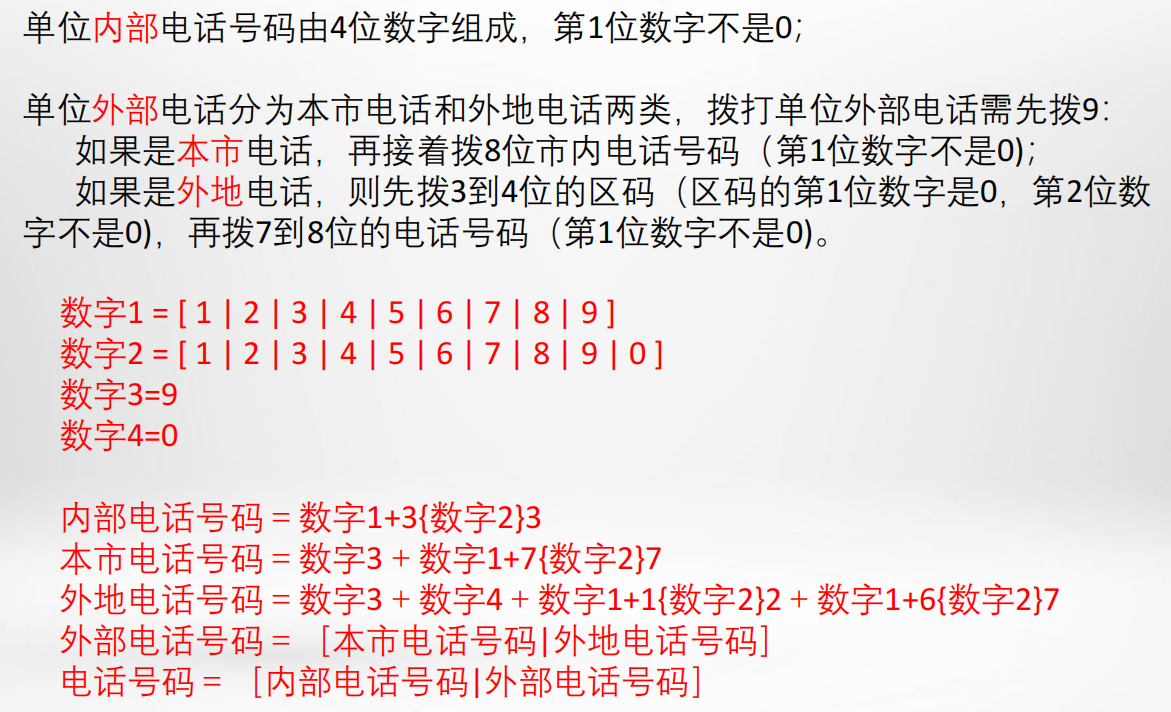 单位内部电话号码由4位数字组成，第1位数字不是0；
单位外部电话分为本市电话和外地电话两类，拨打单位外部电话需先拨9：
如果是本市电话，再接着拨8位市内电话号码（第1位数字不是0)；
如果是外地电话，则先拨3到4位的区码（区码的第1位数字是0，第2位数
字不是0)，再拨7到8位的电话号码（第1位数字不是0)。
数字1 = [ 1 | 2 | 3 | 4 | 5 | 6 | 7 | 8 | 9 ]
数字2 = [ 1 | 2 | 3 | 4 | 5 | 6 | 7 | 8 | 9 | 0 ]
数字3=9
数字4=0
内部电话号码 = 数字1+3{数字2}3
本市电话号码 = 数字3 + 数字1+7{数字2}7
外地电话号码 = 数字3 + 数字4 + 数字1+1{数字2}2 + 数字1+6{数字2}7
外部电话号码 = ［本市电话号码|外地电话号码］
电话号码 = ［内部电话号码|外部电话号码］